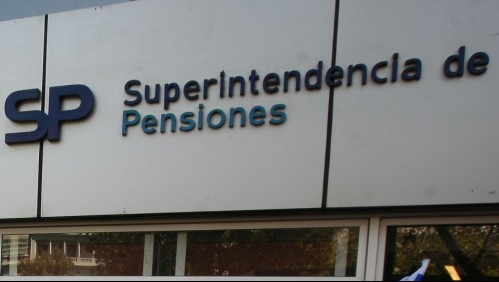 SP
Superintendencia de
Pensiones